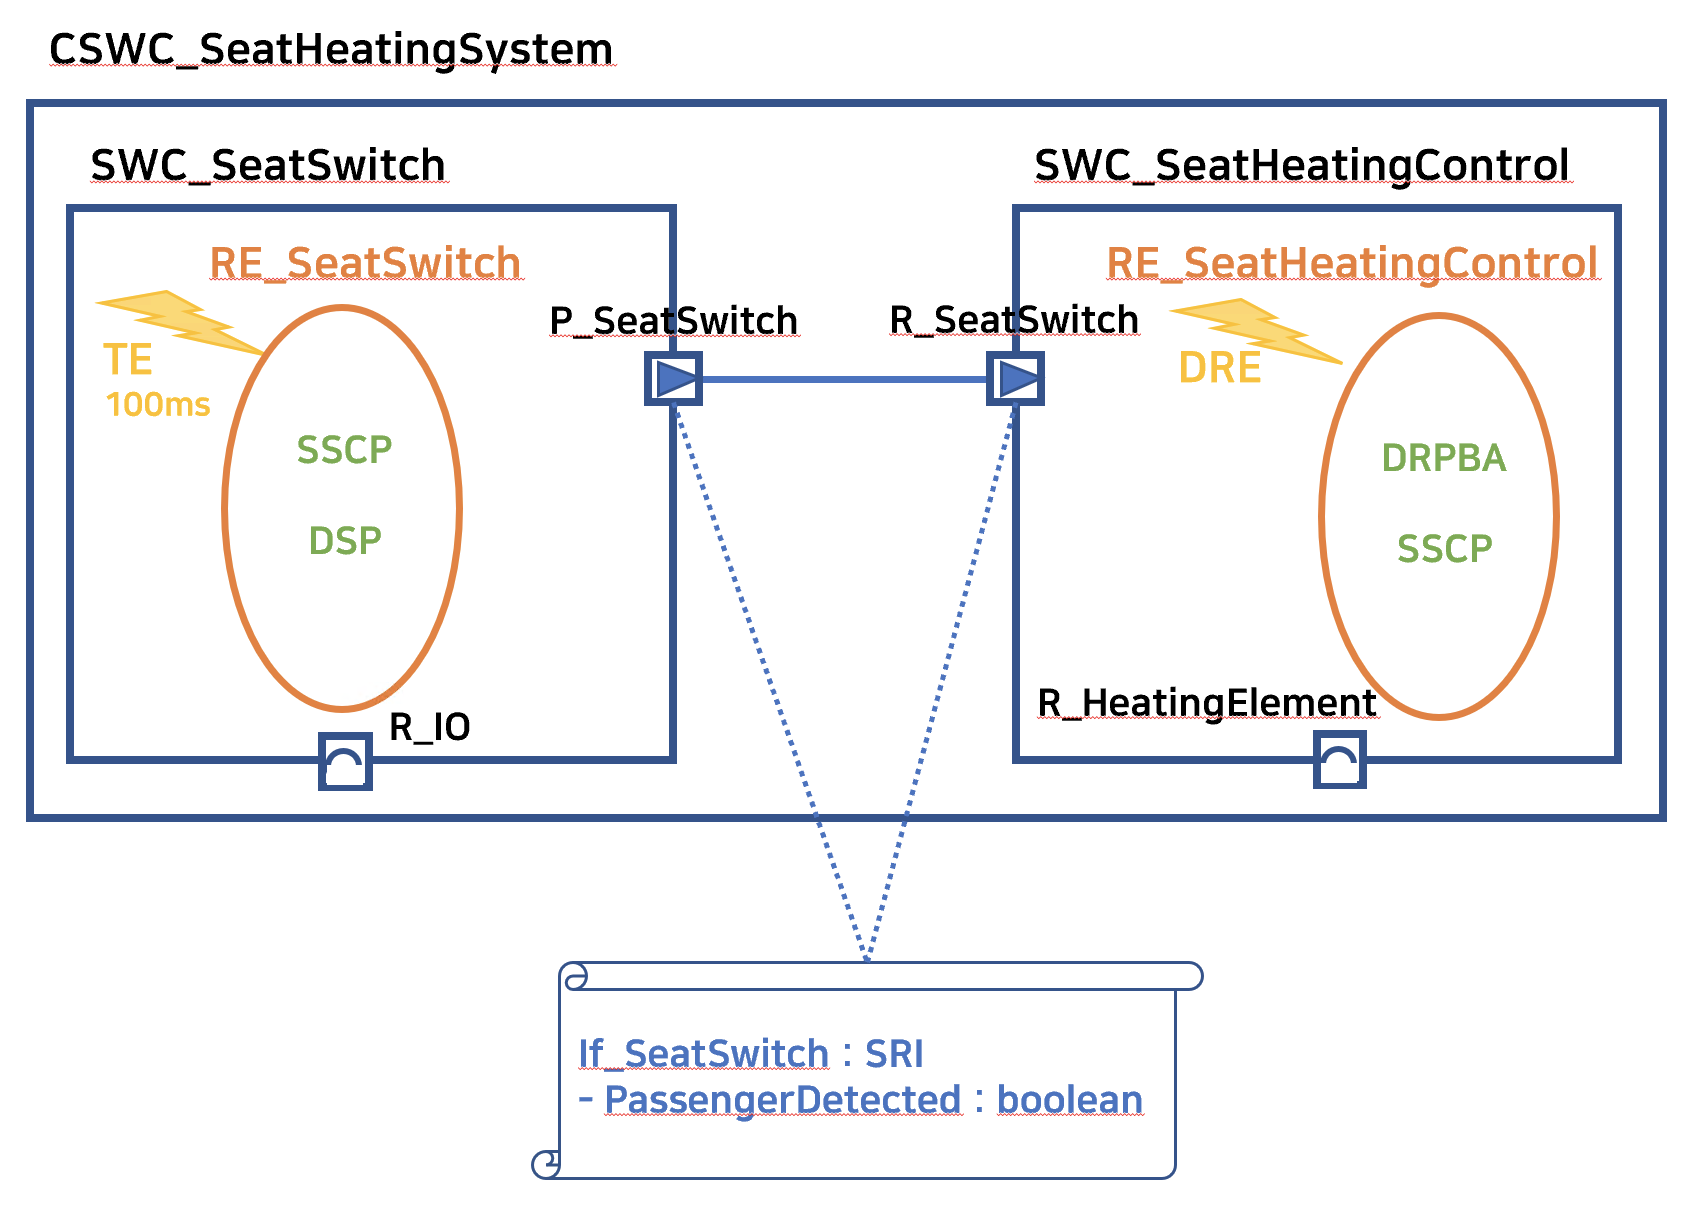 CSWC_SeatHeatingSystem
SWC_SeatSwitch
SWC_SeatHeatingControl
RE_SeatSwitch
RE_SeatHeatingControl
P_SeatSwitch
R_SeatSwitch
TE
100ms
DRE
SSCP
DSP
DRPBA
SSCP
R_IO
R_HeatingElement
If_SeatSwitch : SRI
- PassengerDetected : boolean